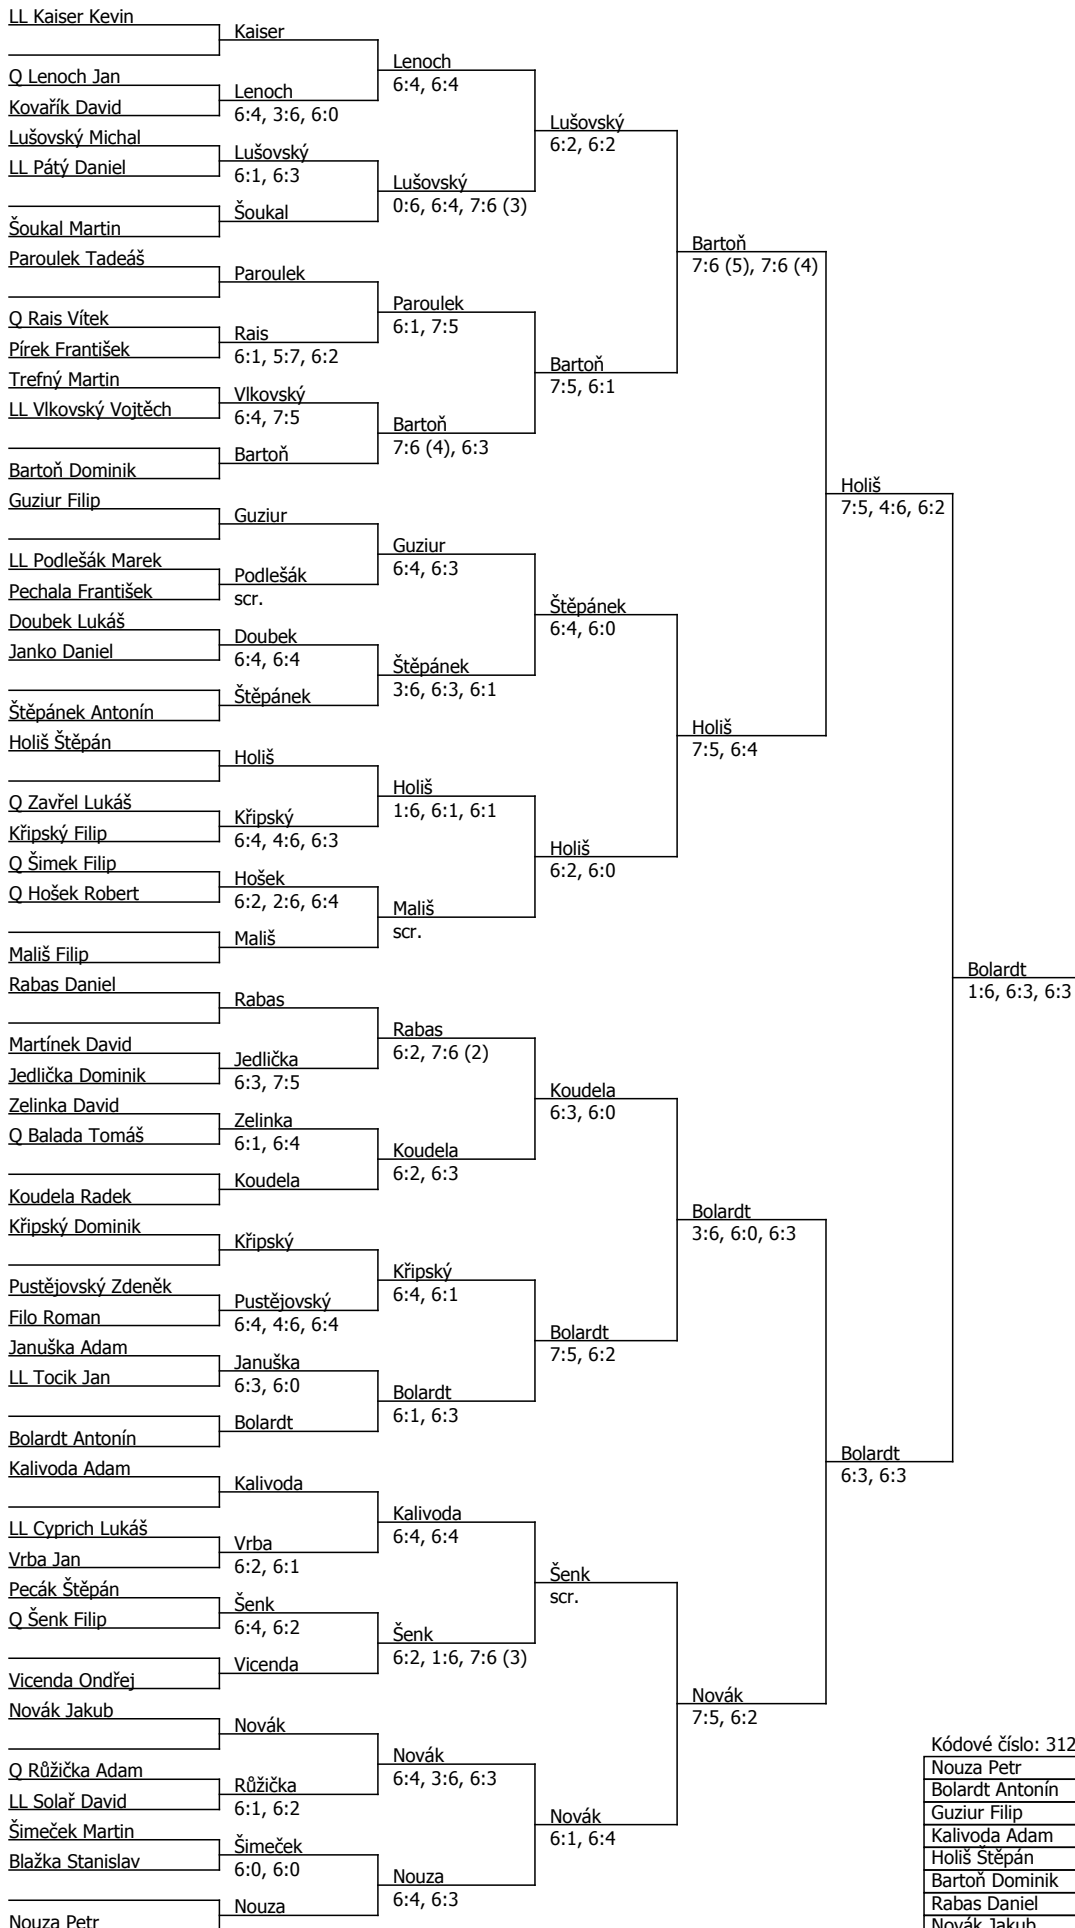 LL Kaiser Kevin
Q Lenoch Jan
Kovařík David
Lušovský Michal
LL Pátý Daniel
Šoukal Martin
Paroulek Tadeáš
Q Rais Vítek
Pírek František
Trefný Martin
LL Vlkovský Vojtěch
Bartoň Dominik
Guziur Filip
LL Podlešák Marek
Pechala František
Doubek Lukáš
Janko Daniel
Štěpánek Antonín
Holiš Štěpán
Q Zavřel Lukáš
Křipský Filip
Q Šimek Filip
Q Hošek Robert
Mališ Filip
Rabas Daniel
Martínek David
Jedlička Dominik
Zelinka David
Q Balada Tomáš
Koudela Radek
Křipský Dominik
Pustějovský Zdeněk
Filo Roman
Januška Adam
LL Tocik Jan
Bolardt Antonín
Kalivoda Adam
LL Cyprich Lukáš
Vrba Jan
Pecák Štěpán
Q Šenk Filip
Vicenda Ondřej
Novák Jakub
Q Růžička Adam
LL Solař David
Šimeček Martin
Blažka Stanislav
Nouza Petr
Kaiser
Lenoch
6:4, 3:6, 6:0
Lušovský
6:1, 6:3
Šoukal
Paroulek
Rais
6:1, 5:7, 6:2
Vlkovský
6:4, 7:5
Bartoň
Guziur
Podlešák
scr.
Doubek
6:4, 6:4
Štěpánek
Holiš
Křipský
6:4, 4:6, 6:3
Hošek
6:2, 2:6, 6:4
Mališ
Rabas
Jedlička
6:3, 7:5
Zelinka
6:1, 6:4
Koudela
Křipský
Pustějovský
6:4, 4:6, 6:4
Januška
6:3, 6:0
Bolardt
Kalivoda
Vrba
6:2, 6:1
Šenk
6:4, 6:2
Vicenda
Novák
Růžička
6:1, 6:2
Šimeček
6:0, 6:0
Nouza
Lenoch
6:4, 6:4
Lušovský
0:6, 6:4, 7:6 (3)
Paroulek
6:1, 7:5
Bartoň
7:6 (4), 6:3
Guziur
6:4, 6:3
Štěpánek
3:6, 6:3, 6:1
Holiš
1:6, 6:1, 6:1
Mališ
scr.
Rabas
6:2, 7:6 (2)
Koudela
6:2, 6:3
Křipský
6:4, 6:1
Bolardt
6:1, 6:3
Kalivoda
6:4, 6:4
Šenk
6:2, 1:6, 7:6 (3)
Novák
6:4, 3:6, 6:3
Nouza
6:4, 6:3
Lušovský
6:2, 6:2
Bartoň
7:5, 6:1
Štěpánek
6:4, 6:0
Holiš
6:2, 6:0
Koudela
6:3, 6:0
Bolardt
7:5, 6:2
Šenk
scr.
Novák
6:1, 6:4
Bartoň
7:6 (5), 7:6 (4)
Holiš
7:5, 6:4
Bolardt
3:6, 6:0, 6:3
Novák
7:5, 6:2
Holiš
7:5, 4:6, 6:2
Bolardt
6:3, 6:3
Bolardt
1:6, 6:3, 6:3
Kódové číslo: 312
Nouza Petr
Bolardt Antonín
Guziur Filip
Kalivoda Adam
Holiš Štěpán
Bartoň Dominik
Rabas Daniel
Novák Jakub